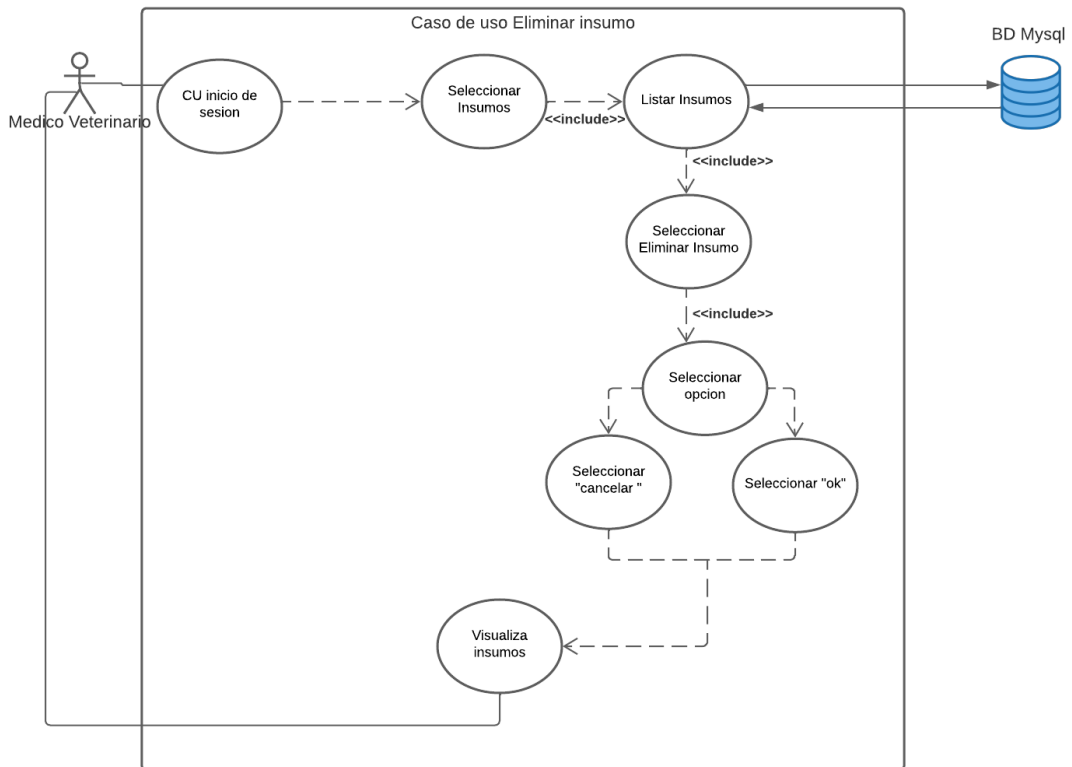 Caso de uso Eliminar insumo
BD Mysql
Medico Veterinario
CU inicio de
sesion
Seleccionar
Insumos
<<include>>
Listar Insumos
<<include>>
Seleccionar
Eliminar Insumo
<<include>>
Seleccionar
opcion
Seleccionar
"cancelar "
Seleccionar "ok"
Visualiza
insumos